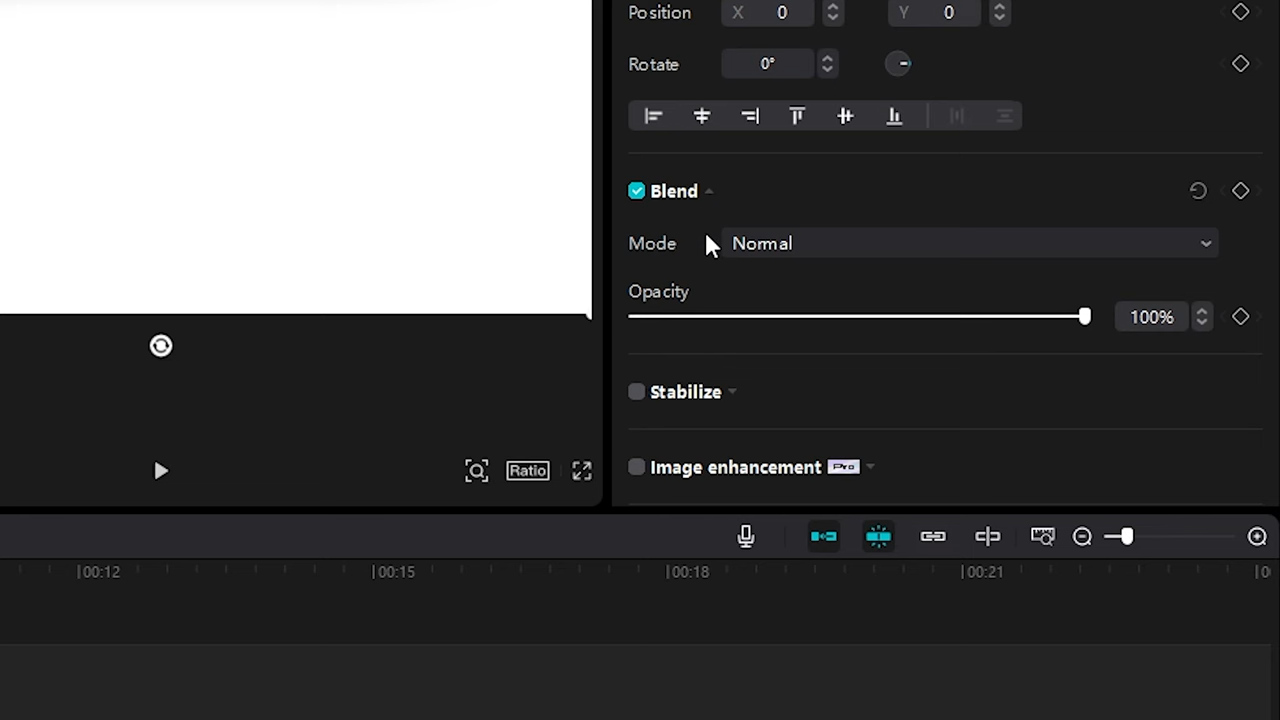 Position X 0 Y 0
Rotate 0°
Blend
Mode Normal
Opacity
100%
Stabilize
Image enhancement Pro
Ratio
00:12 00:15 00:18 00:21 0